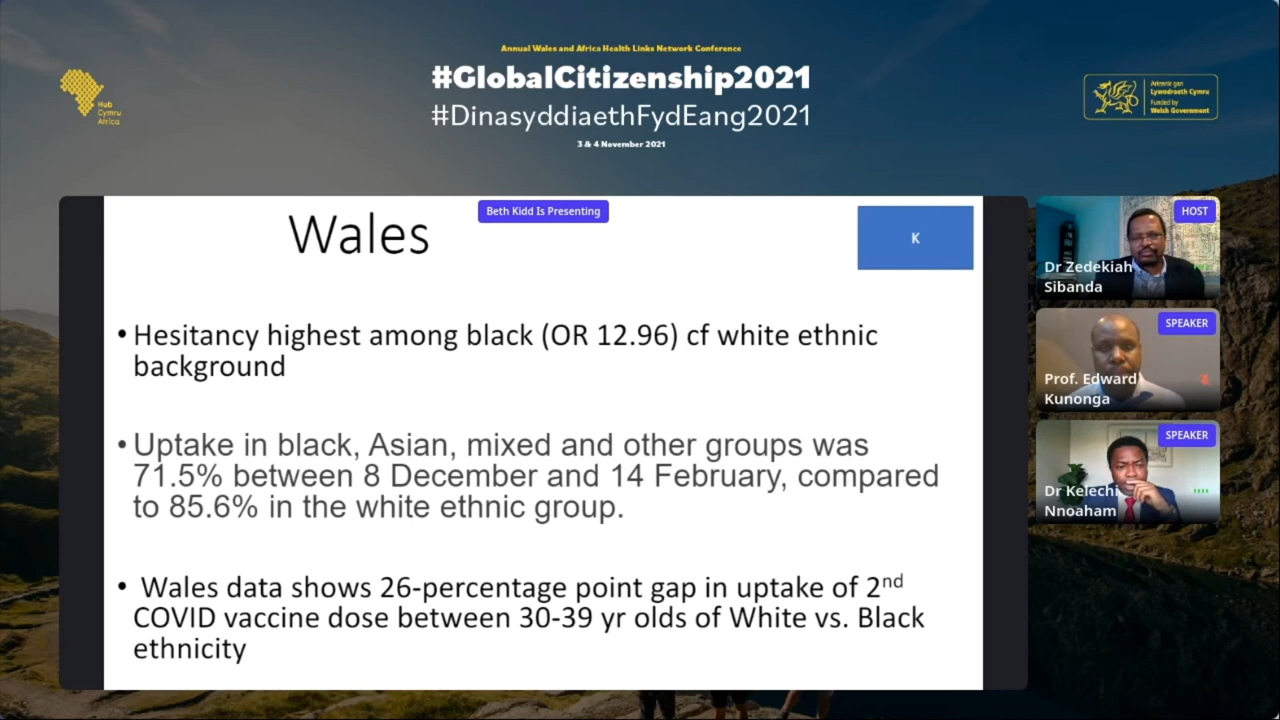 Annual Wales and Africa Health Links Network Conference
#GlobalCitizenship2021
#DinasyddiaethFydEang2021
3 & 4 November 2021
Hub
Cymru
Africa
Ariennir gan
Lywodraeth Cymru
Funded by
Welsh Government
Beth Kidd Is Presenting
Wales
K
• Hesitancy highest among black (OR 12.96) cf white ethnic
background
• Uptake in black, Asian, mixed and other groups was
71.5% between 8 December and 14 February, compared
to 85.6% in the white ethnic group.
• Wales data shows 26-percentage point gap in uptake of 2nd
COVID vaccine dose between 30-39 yr olds of White vs. Black
ethnicity
HOST
Dr Zedekiah
Sibanda
SPEAKER
Prof. Edward
Kunonga
SPEAKER
Dr Kelechi
Nnoaham